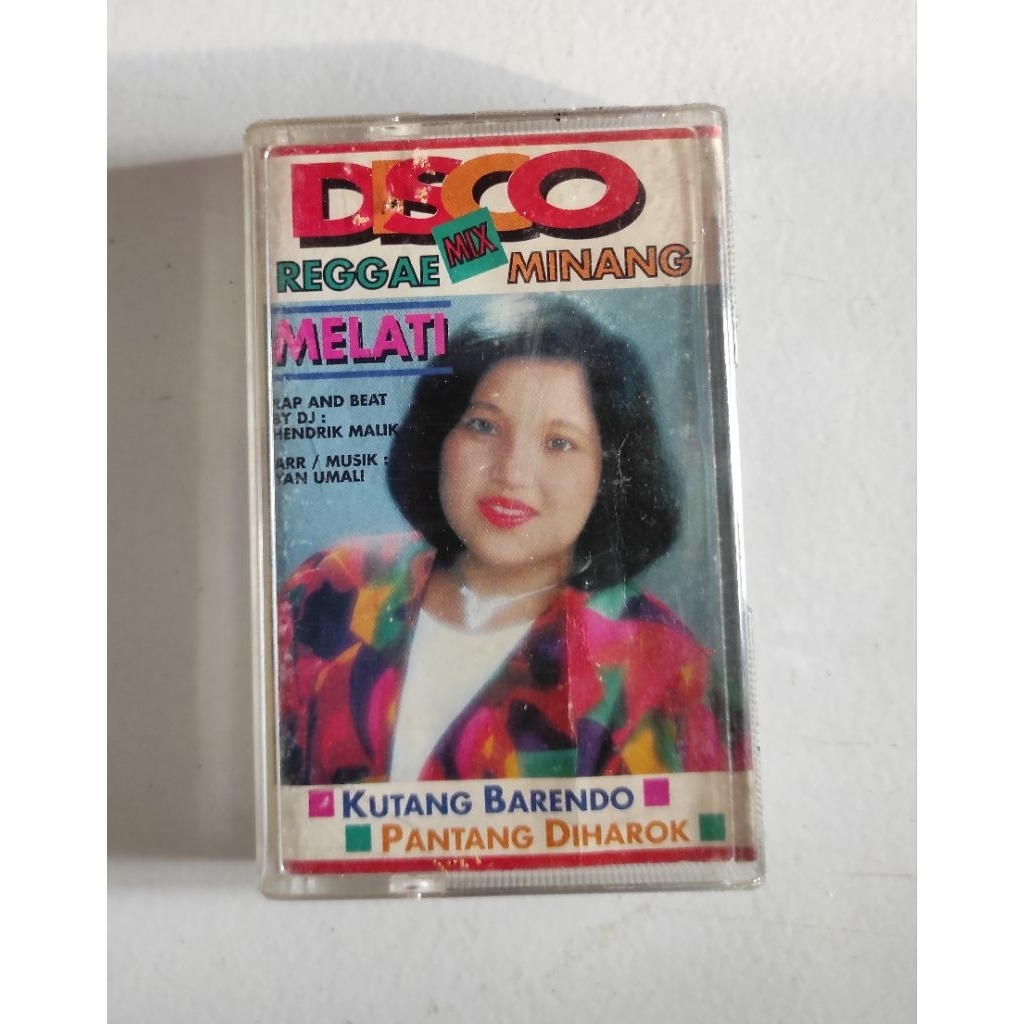 DISCO
REGGAE MIX MINANG
MELATI
RAP AND BEAT
BY DJ :
HENDRIK MALIK
ARR / MUSIK :
YAN UMALI
KUTANG BARENDO
PANTANG DIHAROK